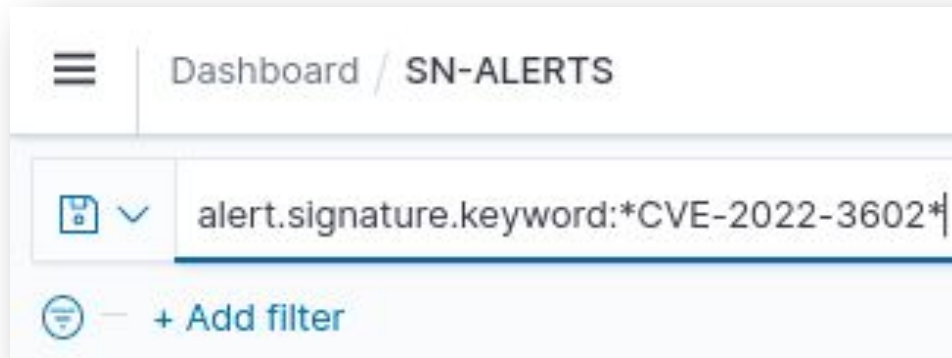 Dashboard / SN-ALERTS
alert.signature.keyword:*CVE-2022-3602*
+ Add filter